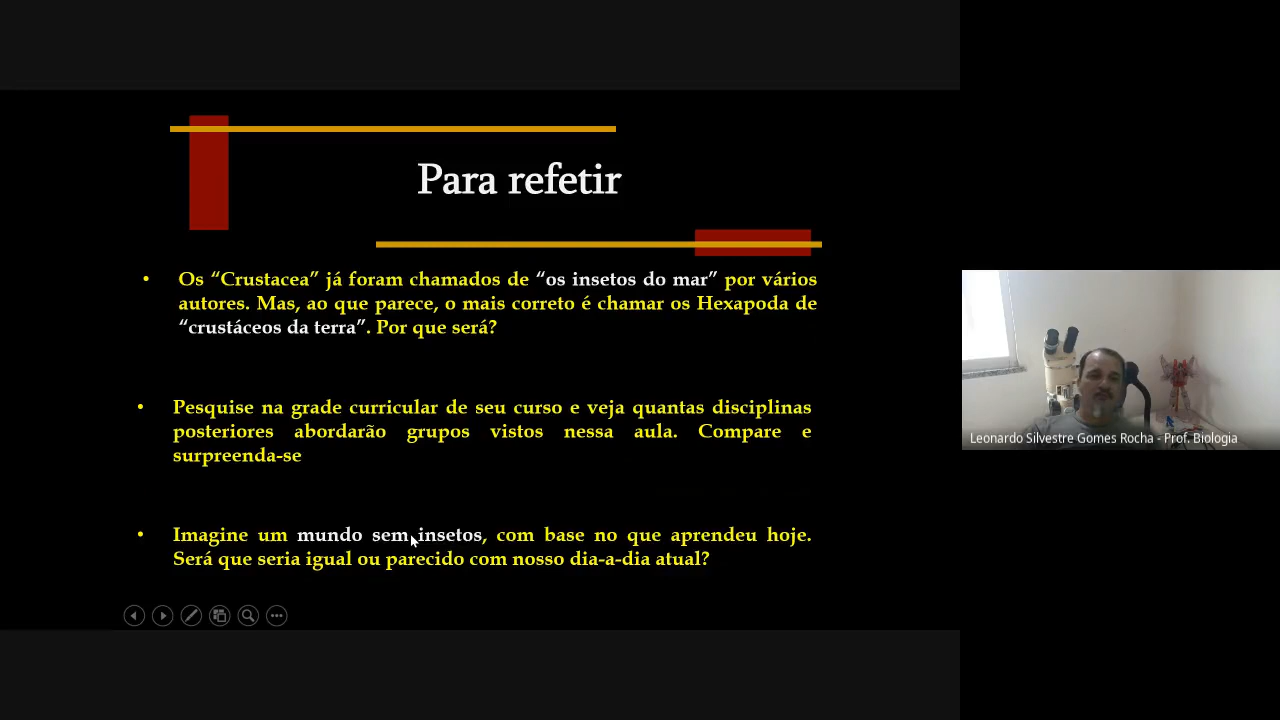 Para refetir
• Os “Crustacea” já foram chamados de “os insetos do mar” por vários
autores. Mas, ao que parece, o mais correto é chamar os Hexapoda de
“crustáceos da terra”. Por que será?
• Pesquise na grade curricular de seu curso e veja quantas disciplinas
posteriores abordarão grupos vistos nessa aula. Compare e
surpreenda-se
• Imagine um mundo sem insetos, com base no que aprendeu hoje.
Será que seria igual ou parecido com nosso dia-a-dia atual?
Leonardo Silvestre Gomes Rocha - Prof. Biologia